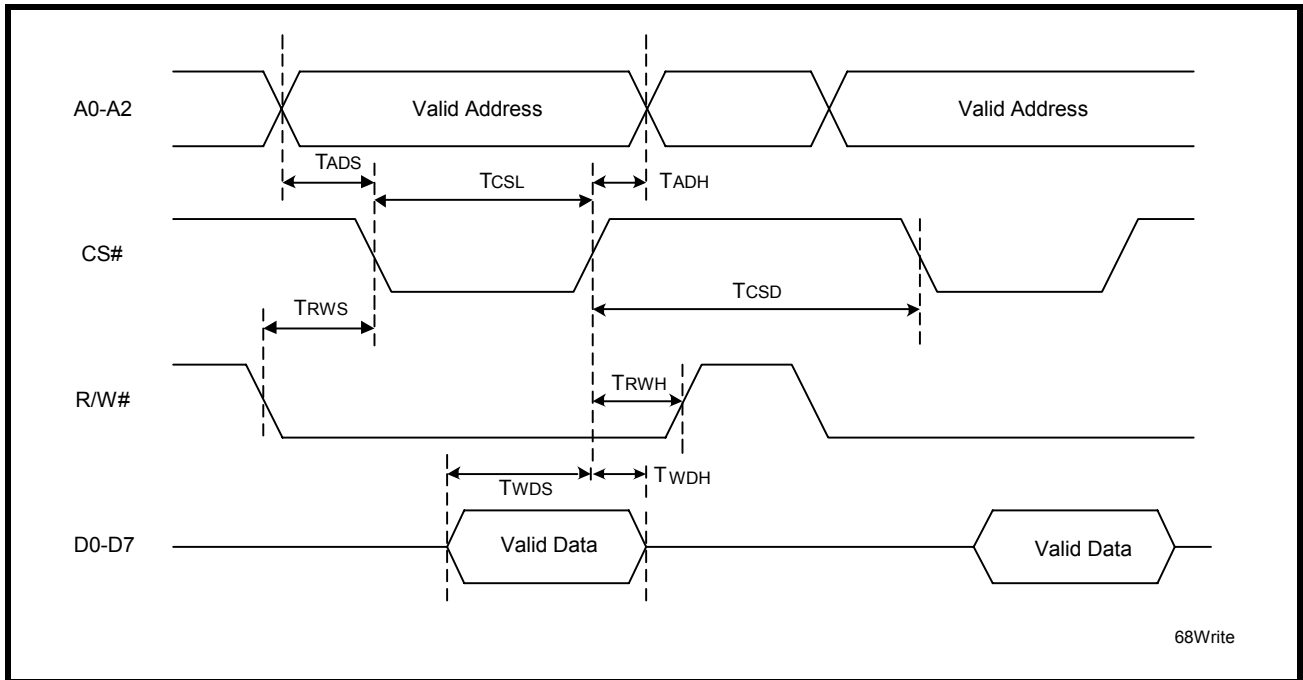 A0-A2
Valid Address
Valid Address
TADS
TCSL
TADH
CS#
TCSD
TRWS
R/W#
TRWH
TWDS
TWDH
D0-D7
Valid Data
Valid Data
68Write